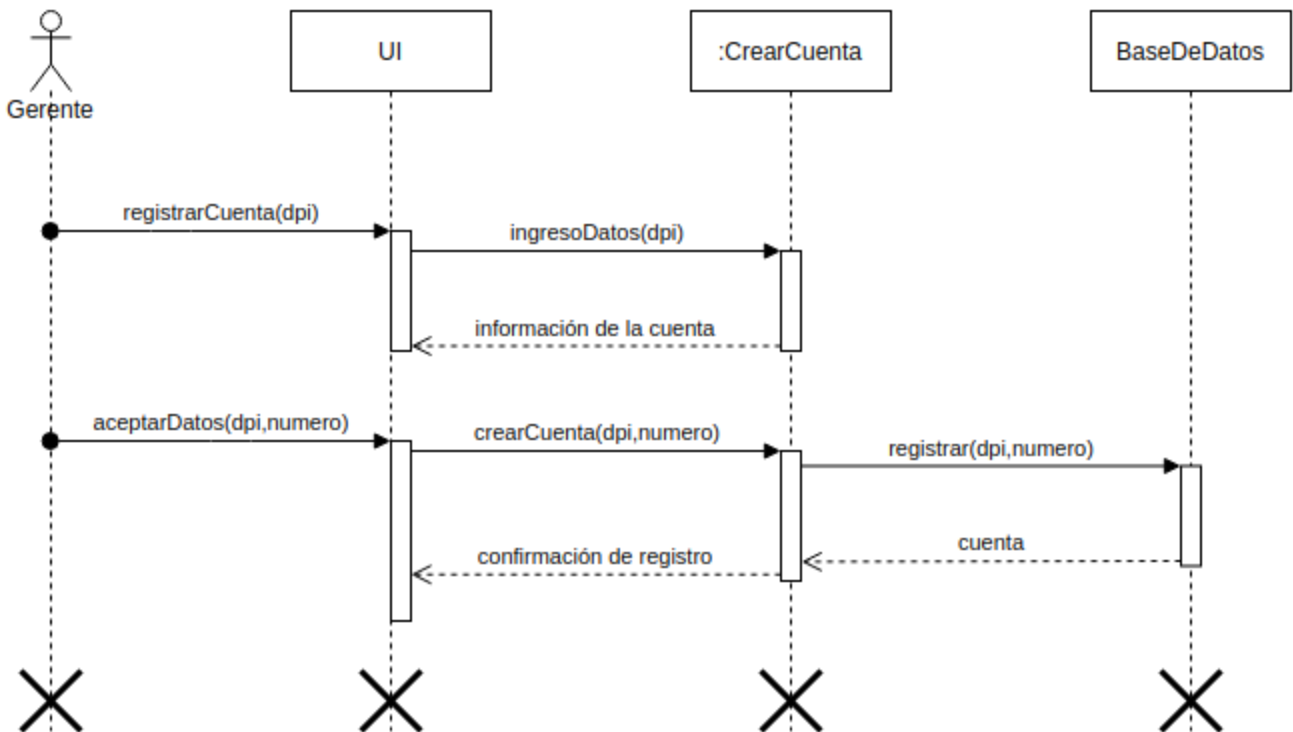 UI
:CrearCuenta
BaseDeDatos
Gerente
registrarCuenta(dpi)
ingresoDatos(dpi)
información de la cuenta
aceptarDatos(dpi,numero)
crearCuenta(dpi,numero)
registrar(dpi,numero)
cuenta
confirmación de registro